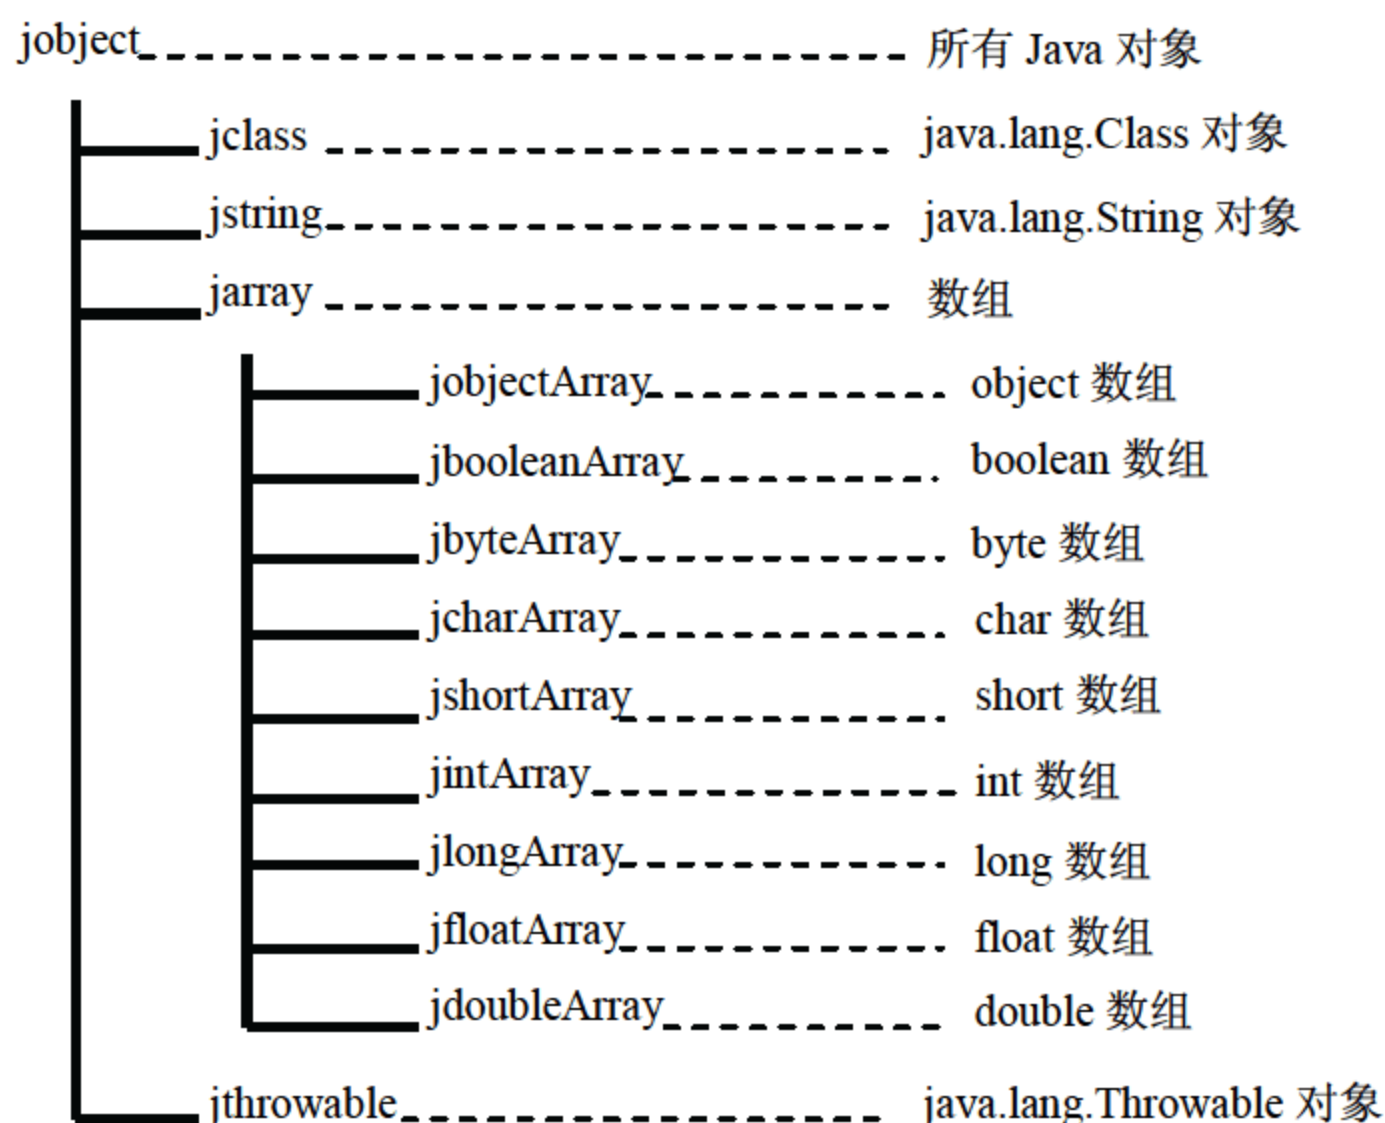 jobject 所有 Java 对象
jclass java.lang.Class 对象
jstring java.lang.String 对象
jarray 数组
jobjectArray object 数组
jbooleanArray boolean 数组
jbyteArray byte 数组
jcharArray char 数组
jshortArray short 数组
jintArray int 数组
jlongArray long 数组
jfloatArray float 数组
jdoubleArray double 数组
jthrowable java.lang.Throwable 对象